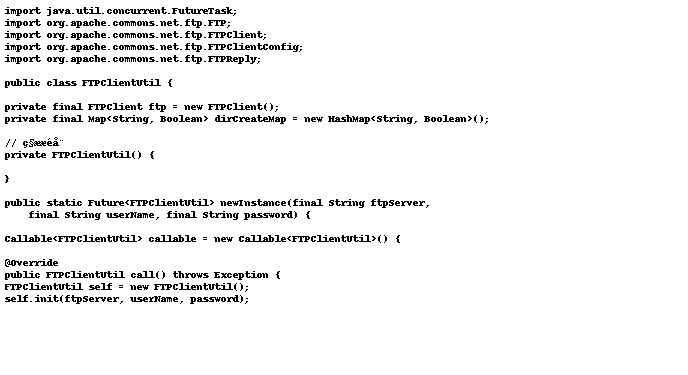 import java.util.concurrent.FutureTask;
import org.apache.commons.net.ftp.FTP;
import org.apache.commons.net.ftp.FTPClient;
import org.apache.commons.net.ftp.FTPClientConfig;
import org.apache.commons.net.ftp.FTPReply;
public class FTPClientUtil {
private final FTPClient ftp = new FTPClient();
private final Map<String, Boolean> dirCreateMap = new HashMap<String, Boolean>();
//
private FTPClientUtil() {
}
public static Future<FTPClientUtil> newInstance(final String ftpServer,
final String userName, final String password) {
Callable<FTPClientUtil> callable = new Callable<FTPClientUtil>() {
@Override
public FTPClientUtil call() throws Exception {
FTPClientUtil self = new FTPClientUtil();
self.init(ftpServer, userName, password);